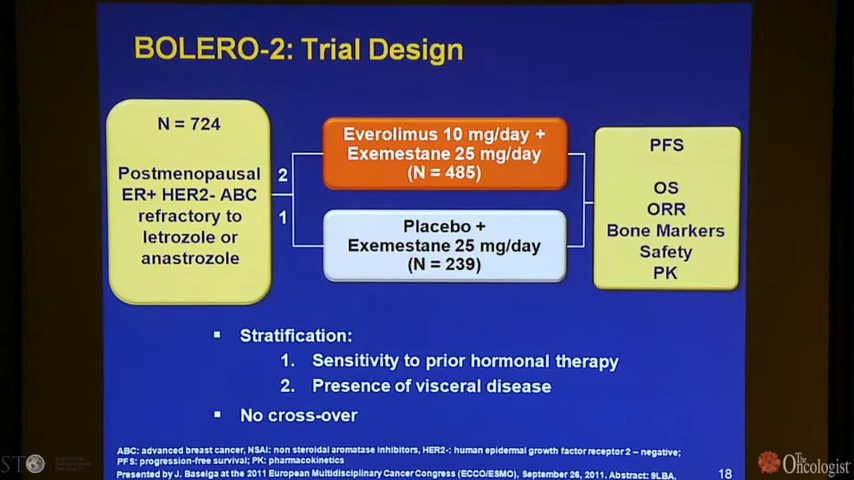 BOLERO-2: Trial Design
N = 724
Postmenopausal
ER+ HER2- ABC
refractory to
letrozole or
anastrozole
2
1
Everolimus 10 mg/day +
Exemestane 25 mg/day
(N = 485)
Placebo +
Exemestane 25 mg/day
(N = 239)
PFS
OS
ORR
Bone Markers
Safety
PK
Stratification:
1. Sensitivity to prior hormonal therapy
2. Presence of visceral disease
No cross-over
ABC: advanced breast cancer, NSAI: non steroidal aromatase inhibitors, HER2-: human epidermal growth factor receptor 2 – negative;
PFS: progression-free survival; PK: pharmacokinetics
Presented by J. Baselga at the 2011 European Multidisciplinary Cancer Congress (ECCO/ESMO), September 26, 2011. Abstract: 9LBA.
18
ST
The
Oncologist